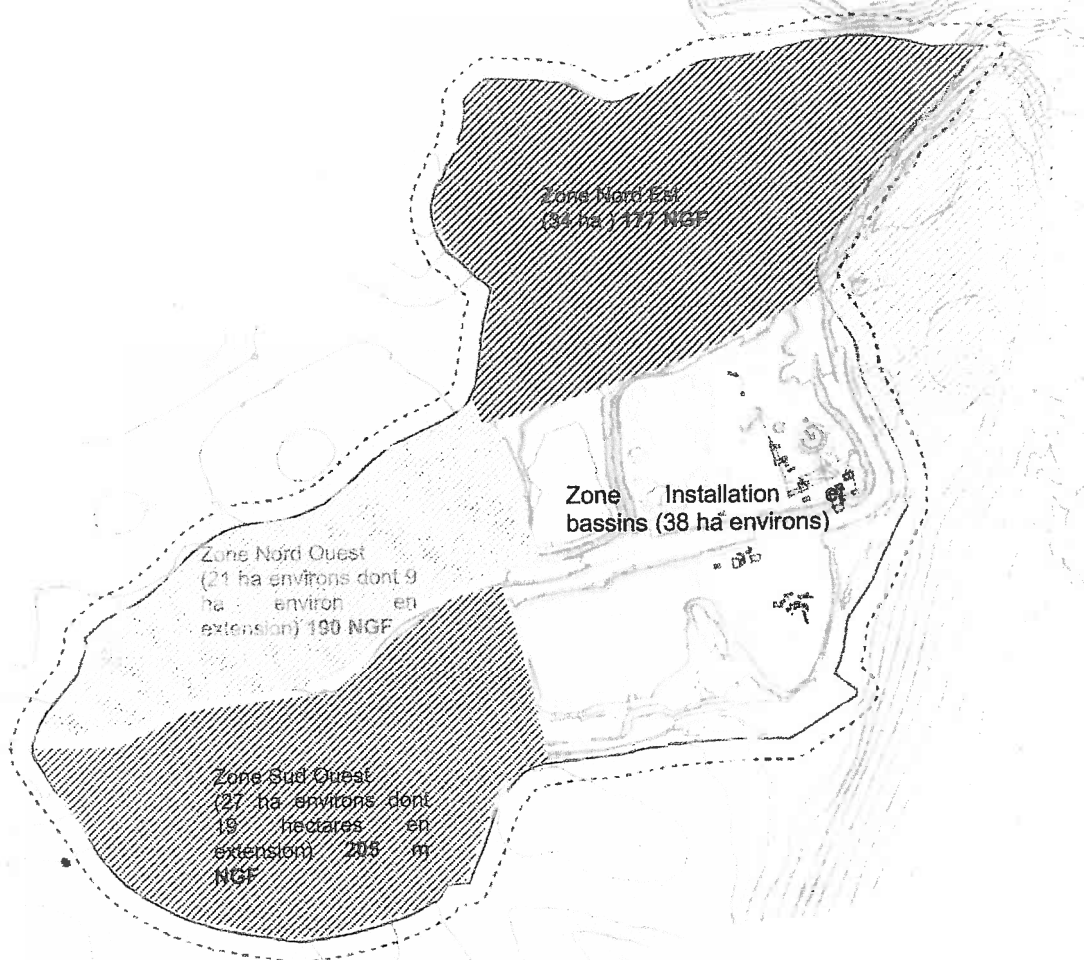 Zone Nord Est
(34 ha ) 177 NGF
Zone Installation
bassins (38 ha environs)
Zone Nord Ouest
(21 ha environs dont 9
ha environ en
extension) 190 NGF
Zone Sud Ouest
(27 ha environs dont
19 hectares en
extension) 205 m
NGF